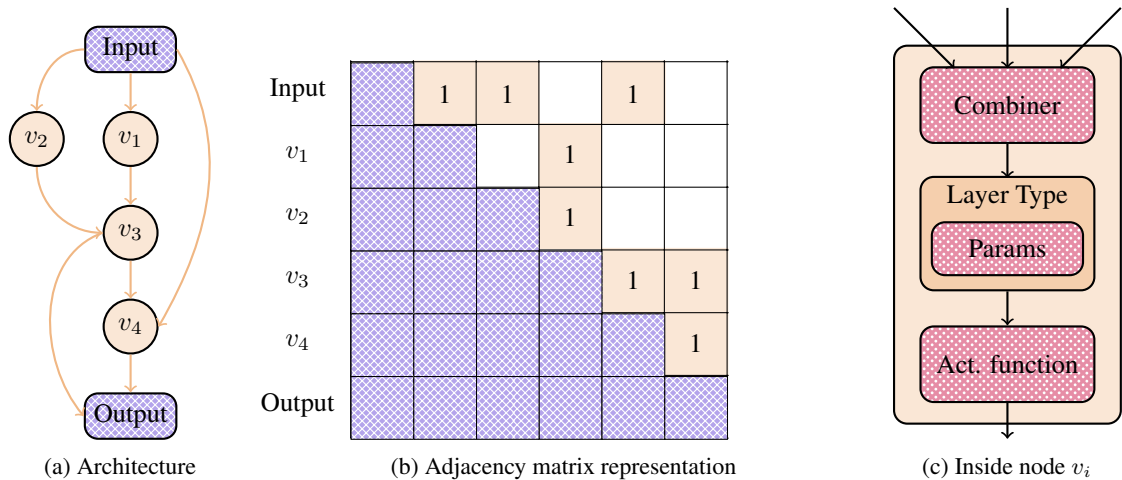 Input
v₂ v₁
v₃
v₄
Output
(a) Architecture
Input 1 1 1
v₁ 1
v₂ 1
v₃ 1 1
v₄ 1
Output
(b) Adjacency matrix representation
Combiner
Layer Type
Params
Act. function
(c) Inside node vᵢ